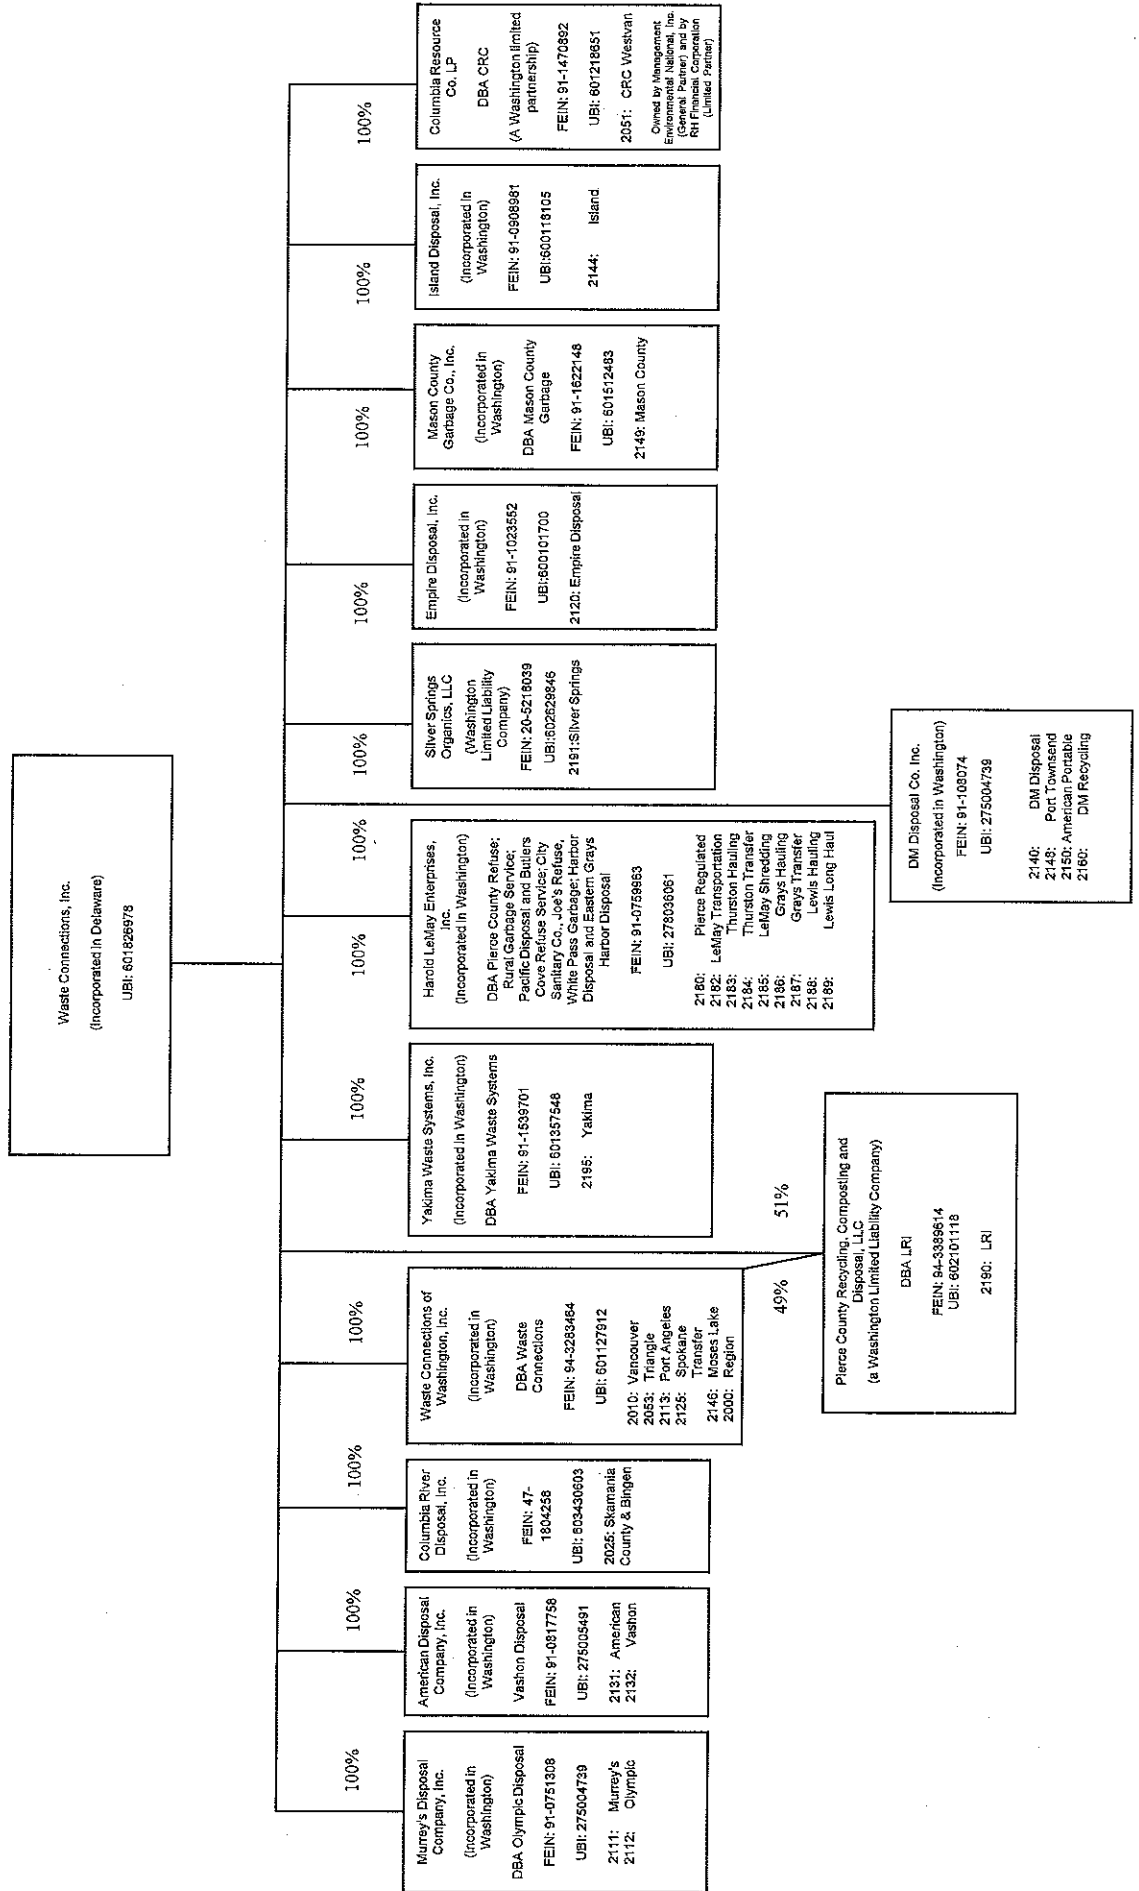 Waste Connections, Inc.
(Incorporated in Delaware)
UBI: 601826978
100%
100%
100%
100%
100%
100%
100%
100%
100%
100%
100%
100%
Murrey's Disposal
Company, Inc.
(Incorporated in
Washington)
DBA Olympic Disposal
FEIN: 91-0751308
UBI: 275004739
2111: Murrey's
2112: Olympic
American Disposal
Company, Inc.
(Incorporated in
Washington)
Vashon Disposal
FEIN: 91-0817758
UBI: 275005491
2131: American
2132: Vashon
Columbia River
Disposal, Inc.
(Incorporated in
Washington)
FEIN: 47-
1804258
UBI: 603430603
2025: Skamania
County & Bingen
Waste Connections of
Washington, Inc.
(Incorporated in
Washington)
DBA Waste
Connections
FEIN: 94-3283464
UBI: 601127912
2010: Vancouver
2053: Triangle
2113: Port Angeles
2125: Spokane
Transfer
2146: Moses Lake
2000: Region
Yakima Waste Systems, Inc.
(Incorporated in Washington)
DBA Yakima Waste Systems
FEIN: 91-1539701
UBI: 601357548
2195: Yakima
Harold LeMay Enterprises,
Inc.
(Incorporated In Washington)
DBA Pierce County Refuse;
Rural Garbage Service;
Pacific Disposal and Butlers
Cove Refuse Service; City
Sanitary Co., Joe's Refuse,
White Pass Garbage; Harbor
Disposal and Eastern Grays
Harbor Disposal
FEIN: 91-0759963
UBI: 278036061
2180: Pierce Regulated
2182: LeMay Transportation
2183: Thurston Hauling
2184: Thurston Transfer
2185: LeMay Shredding
2186: Grays Hauling
2187: Grays Transfer
2188: Lewis Hauling
2189: Lewis Long Haul
Silver Springs
Organics, LLC
(Washington
Limited Liability
Company)
FEIN: 20-5218039
UBI:602629846
2191:Silver Springs
Empire Disposal, Inc.
(Incorporated in
Washington)
FEIN: 91-1023552
UBI:600101700
2120: Empire Disposal
Mason County
Garbage Co., Inc.
(Incorporated in
Washington)
DBA Mason County
Garbage
FEIN: 91-1622148
UBI: 601512483
2149: Mason County
Island Disposal, Inc.
(Incorporated In
Washington)
FEIN: 91-0908981
UBI:600118105
2144: Island
Columbia Resource
Co. LP
DBA CRC
(A Washington limited
partnership)
FEIN: 91-1470892
UBI: 601218651
2051: CRC Westvan
Owned by Management
Environmental National, Inc.
(General Partner) and by
RH Financial Corporation
(Limited Partner)
49%
51%
Pierce County Recycling, Composting and
Disposal, LLC
(a Washington Limited Liability Company)
DBA LRI
FEIN: 94-3389614
UBI: 602101118
2190: LRI
DM Disposal Co. Inc.
(Incorporated in Washington)
FEIN: 91-108074
UBI: 275004739
2140: DM Disposal
2148: Port Townsend
2150: American Portable
2160: DM Recycling